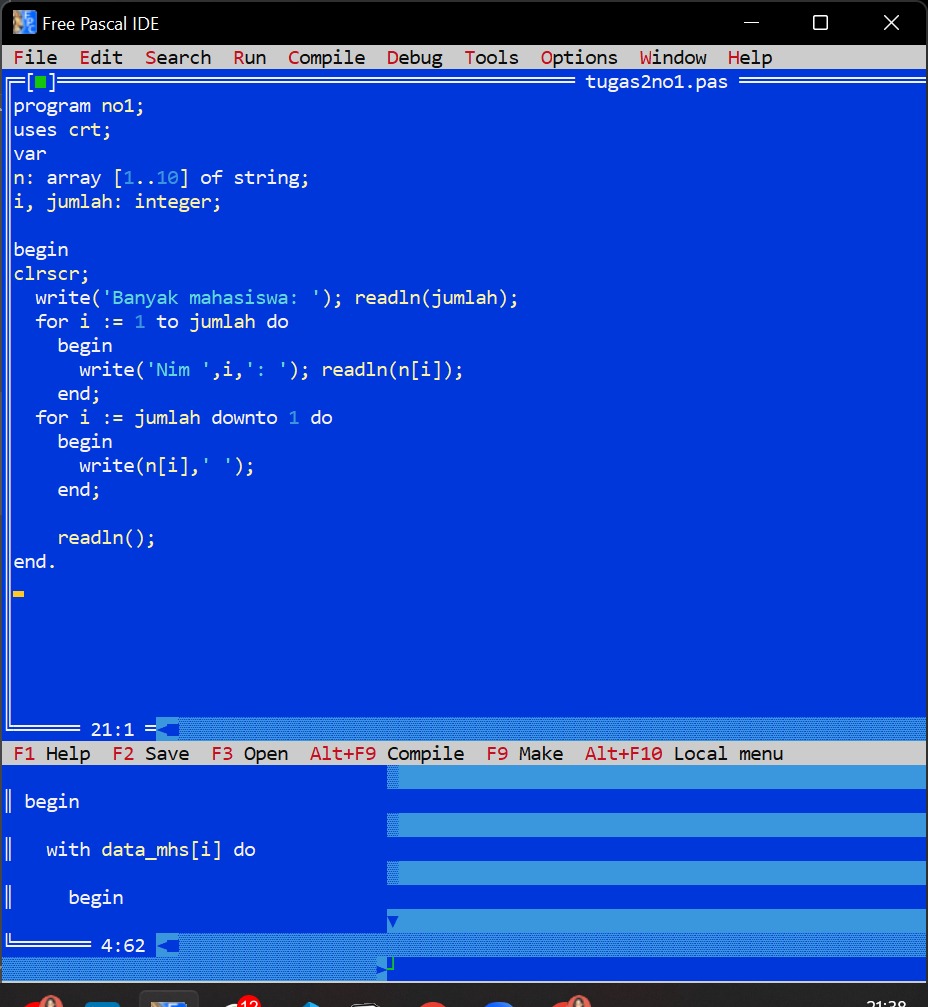 Free Pascal IDE
File Edit Search Run Compile Debug Tools Options Window Help
[■] tugas2no1.pas
program no1;
uses crt;
var
n: array [1..10] of string;
i, jumlah: integer;
begin
clrscr;
  write('Banyak mahasiswa: '); readln(jumlah);
  for i := 1 to jumlah do
    begin
      write('Nim ',i,': '); readln(n[i]);
    end;
  for i := jumlah downto 1 do
    begin
      write(n[i],' ');
    end;
    readln();
end.
21:1
F1 Help F2 Save F3 Open Alt+F9 Compile F9 Make Alt+F10 Local menu
begin
  with data_mhs[i] do
    begin
4:62
12
21:38